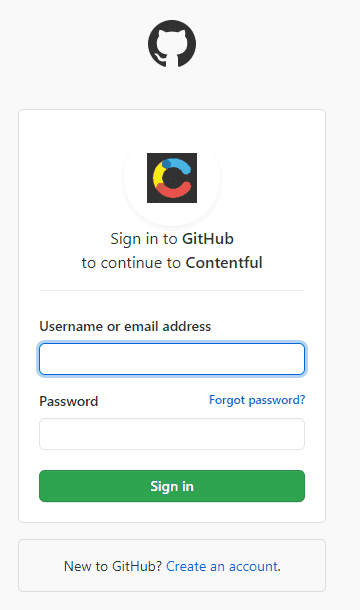 Sign in to GitHub
to continue to Contentful
Username or email address
Password Forgot password?
Sign in
New to GitHub? Create an account.